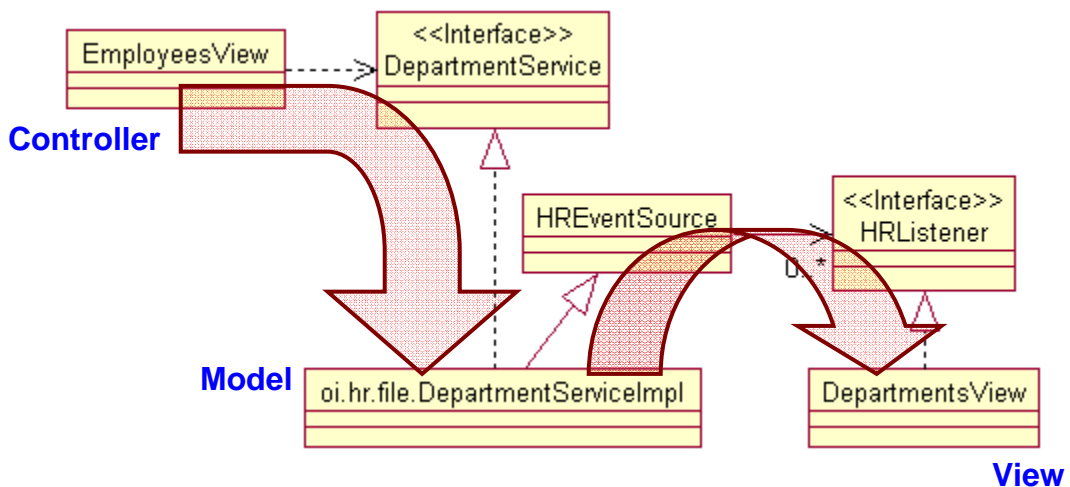 EmployeesView
<<Interface>>
DepartmentService
Controller
HREventSource
<<Interface>>
HRListener
0..*
Model
oi.hr.file.DepartmentServiceImpl
DepartmentsView
View